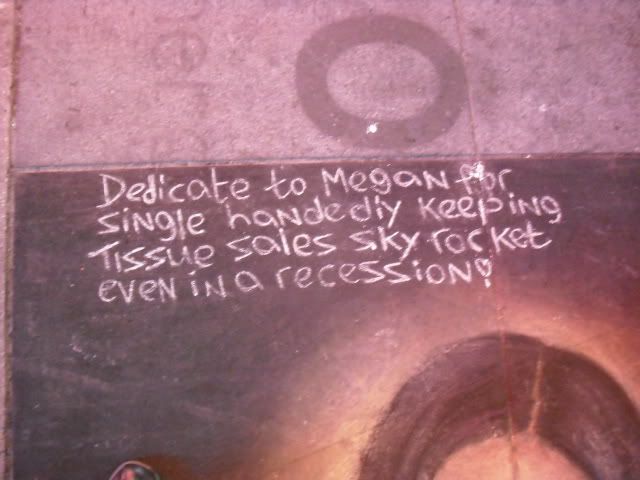 Dedicate to Megan for
single handedly keeping
Tissue sales sky rocket
even in a recession!